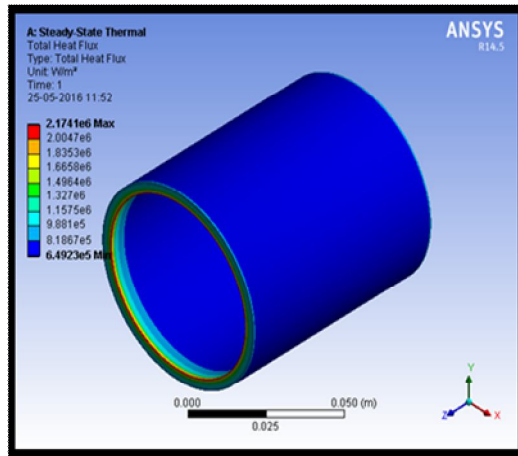 A: Steady-State Thermal
Total Heat Flux
Type: Total Heat Flux
Unit: W/m²
Time: 1
25-05-2016 11:52
ANSYS
R14.5
2.1741e6 Max
2.0047e6
1.8353e6
1.6658e6
1.4964e6
1.327e6
1.1575e6
9.881e5
8.1867e5
6.4923e5 Min
0.000
0.050 (m)
0.025
Y
Z
X